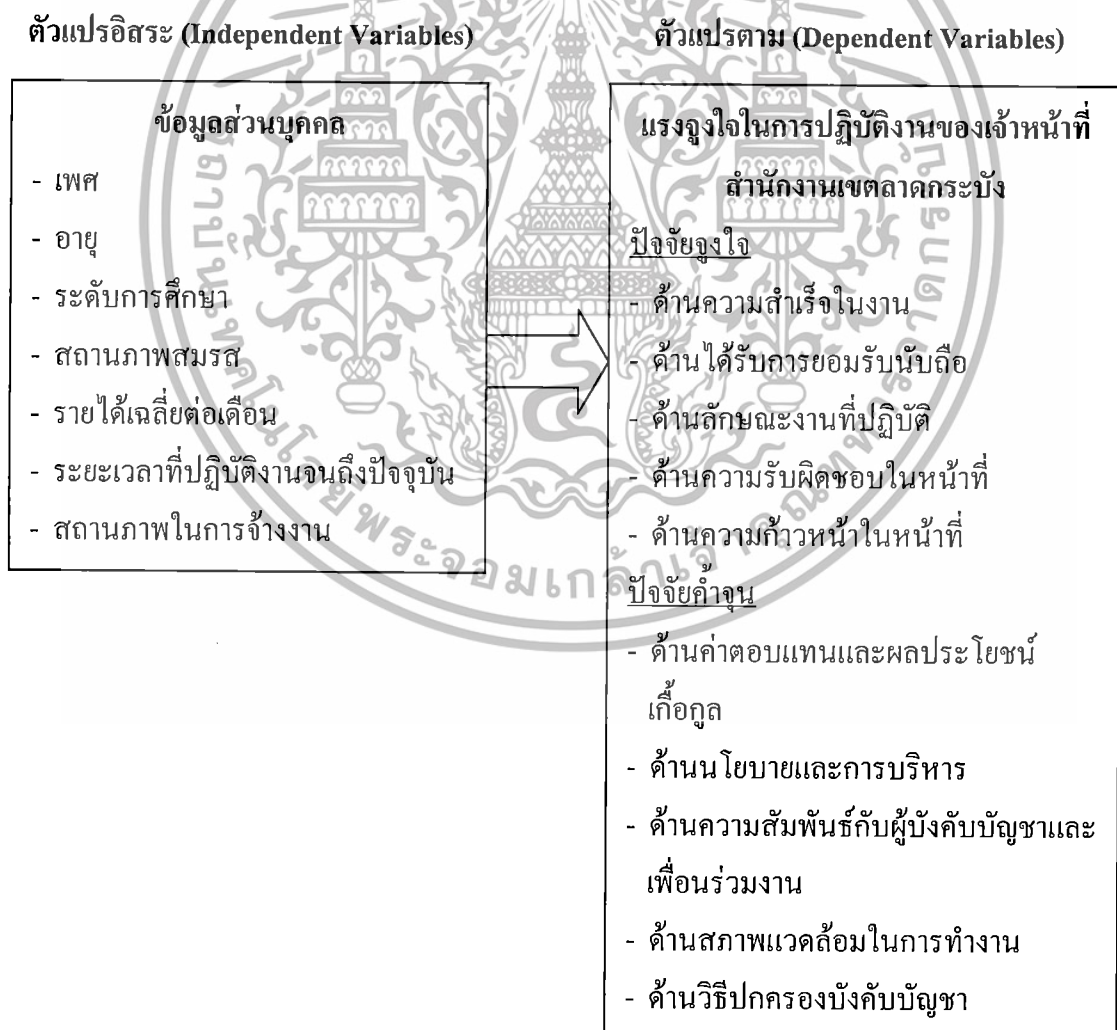 ตัวแปรอิสระ (Independent Variables)
ข้อมูลส่วนบุคคล
- เพศ
- อายุ
- ระดับการศึกษา
- สถานภาพสมรส
- รายได้เฉลี่ยต่อเดือน
- ระยะเวลาที่ปฏิบัติงานจนถึงปัจจุบัน
- สถานภาพในการจ้างงาน
ตัวแปรตาม (Dependent Variables)
แรงจูงใจในการปฏิบัติงานของเจ้าหน้าที่
สำนักงานเขตลาดกระบัง
ปัจจัยจูงใจ
- ด้านความสำเร็จในงาน
- ด้านได้รับการยอมรับนับถือ
- ด้านลักษณะงานที่ปฏิบัติ
- ด้านความรับผิดชอบในหน้าที่
- ด้านความก้าวหน้าในหน้าที่
ปัจจัยค้ำจุน
- ด้านค่าตอบแทนและผลประโยชน์
เกื้อกูล
- ด้านนโยบายและการบริหาร
- ด้านความสัมพันธ์กับผู้บังคับบัญชาและ
เพื่อนร่วมงาน
- ด้านสภาพแวดล้อมในการทำงาน
- ด้านวิธีปกครองบังคับบัญชา